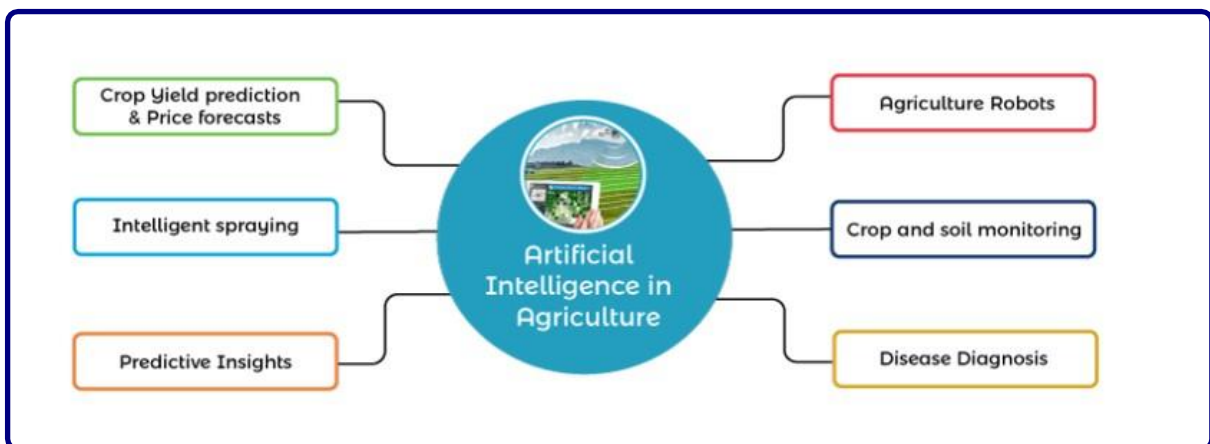 Crop Yield prediction
& Price forecasts
Intelligent spraying
Predictive Insights
Artificial
Intelligence in
Agriculture
Agriculture Robots
Crop and soil monitoring
Disease Diagnosis